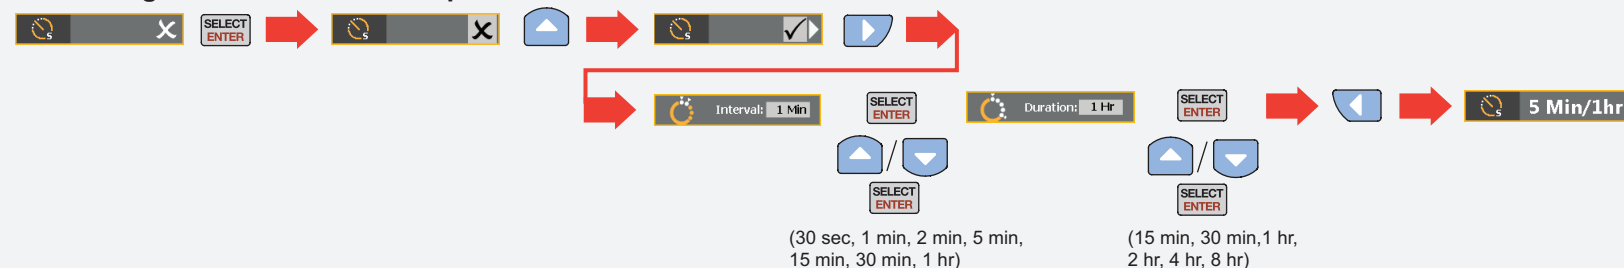 SELECT
ENTER
Interval: 1 Min
SELECT
ENTER
Duration: 1 Hr
SELECT
ENTER
5 Min/1hr
/
/
SELECT
ENTER
SELECT
ENTER
(30 sec, 1 min, 2 min, 5 min,
15 min, 30 min, 1 hr)
(15 min, 30 min,1 hr,
2 hr, 4 hr, 8 hr)